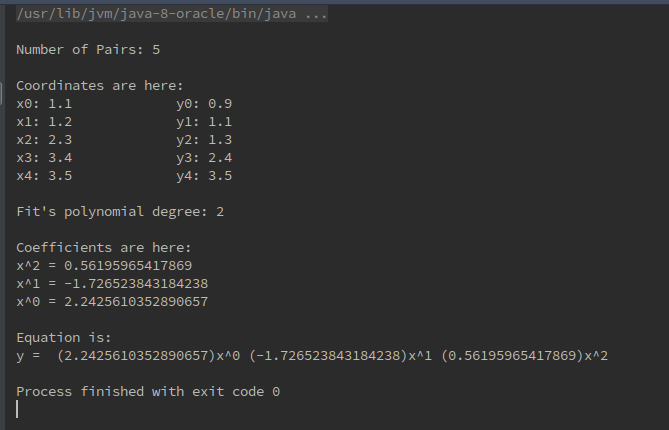 /usr/lib/jvm/java-8-oracle/bin/java ...
Number of Pairs: 5
Coordinates are here:
x0: 1.1 y0: 0.9
x1: 1.2 y1: 1.1
x2: 2.3 y2: 1.3
x3: 3.4 y3: 2.4
x4: 3.5 y4: 3.5
Fit's polynomial degree: 2
Coefficients are here:
x^2 = 0.56195965417869
x^1 = -1.726523843184238
x^0 = 2.2425610352890657
Equation is:
y =  (2.2425610352890657)x^0 (-1.726523843184238)x^1 (0.56195965417869)x^2
Process finished with exit code 0